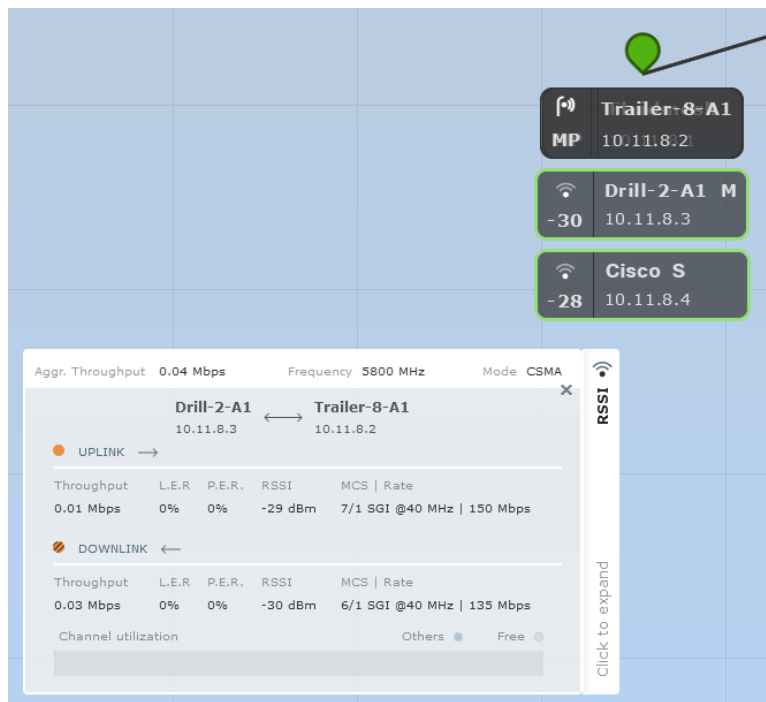 Trailer-8-A1
MP 10.11.8.2
Drill-2-A1 M
-30 10.11.8.3
Cisco S
-28 10.11.8.4
Aggr. Throughput 0.04 Mbps Frequency 5800 MHz Mode CSMA
Drill-2-A1 ⟷ Trailer-8-A1
10.11.8.3 10.11.8.2
UPLINK →
Throughput L.E.R P.E.R. RSSI MCS | Rate
0.01 Mbps 0% 0% -29 dBm 7/1 SGI @40 MHz | 150 Mbps
DOWNLINK ←
Throughput L.E.R P.E.R. RSSI MCS | Rate
0.03 Mbps 0% 0% -30 dBm 6/1 SGI @40 MHz | 135 Mbps
Channel utilization Others Free
RSSI
Click to expand